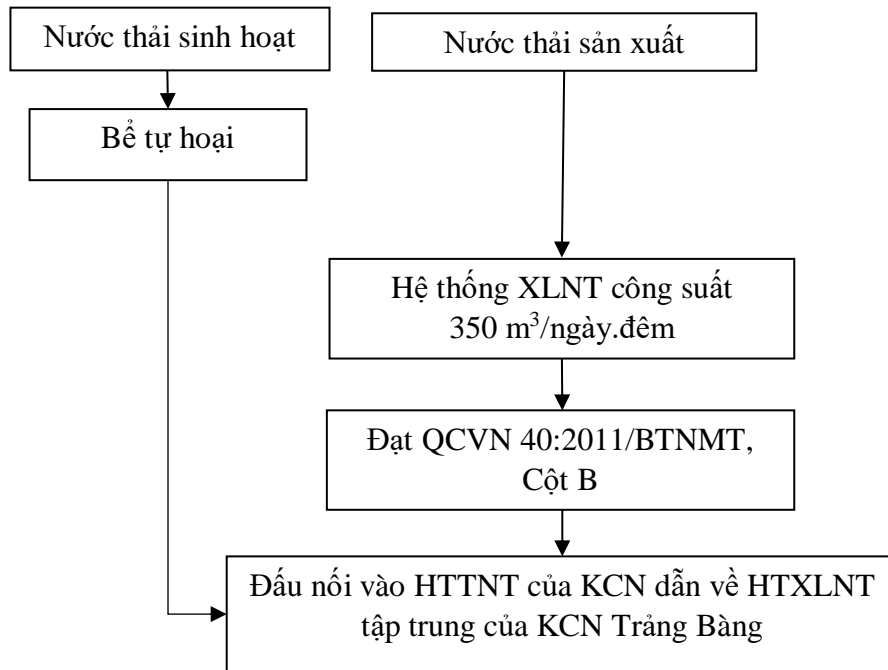 Nước thải sinh hoạt
Nước thải sản xuất
Bể tự hoại
Hệ thống XLNT công suất
350 m³/ngày.đêm
Đạt QCVN 40:2011/BTNMT,
Cột B
Đấu nối vào HTTNT của KCN dẫn về HTXLNT
tập trung của KCN Trảng Bàng